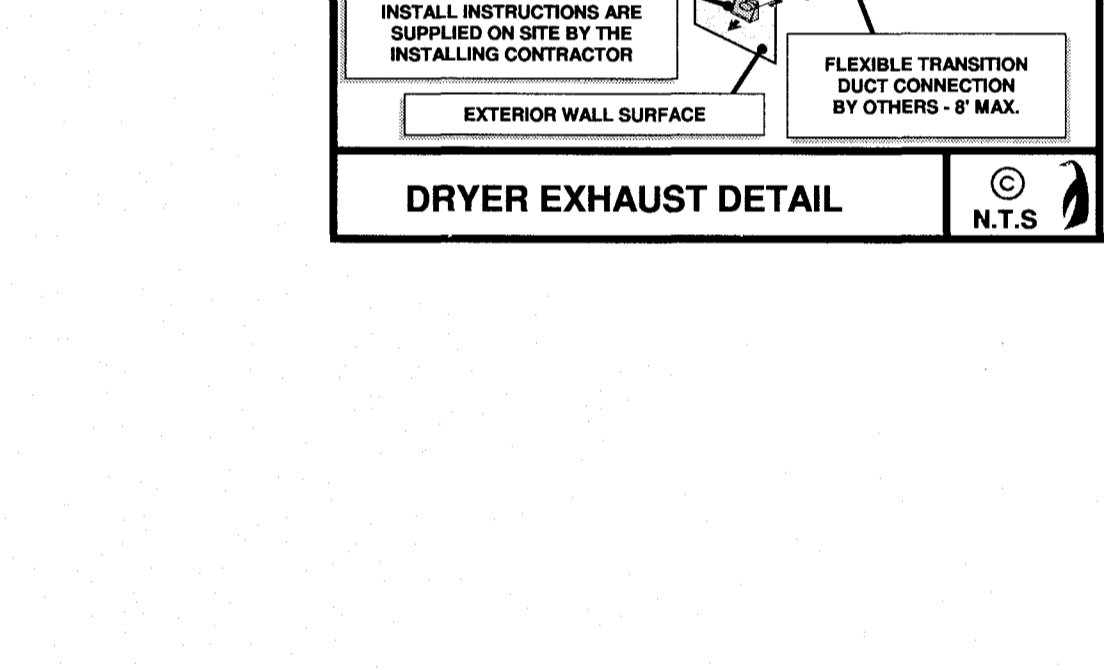 INSTALL INSTRUCTIONS ARE
SUPPLIED ON SITE BY THE
INSTALLING CONTRACTOR
FLEXIBLE TRANSITION
DUCT CONNECTION
BY OTHERS - 8' MAX.
EXTERIOR WALL SURFACE
DRYER EXHAUST DETAIL
©
N.T.S